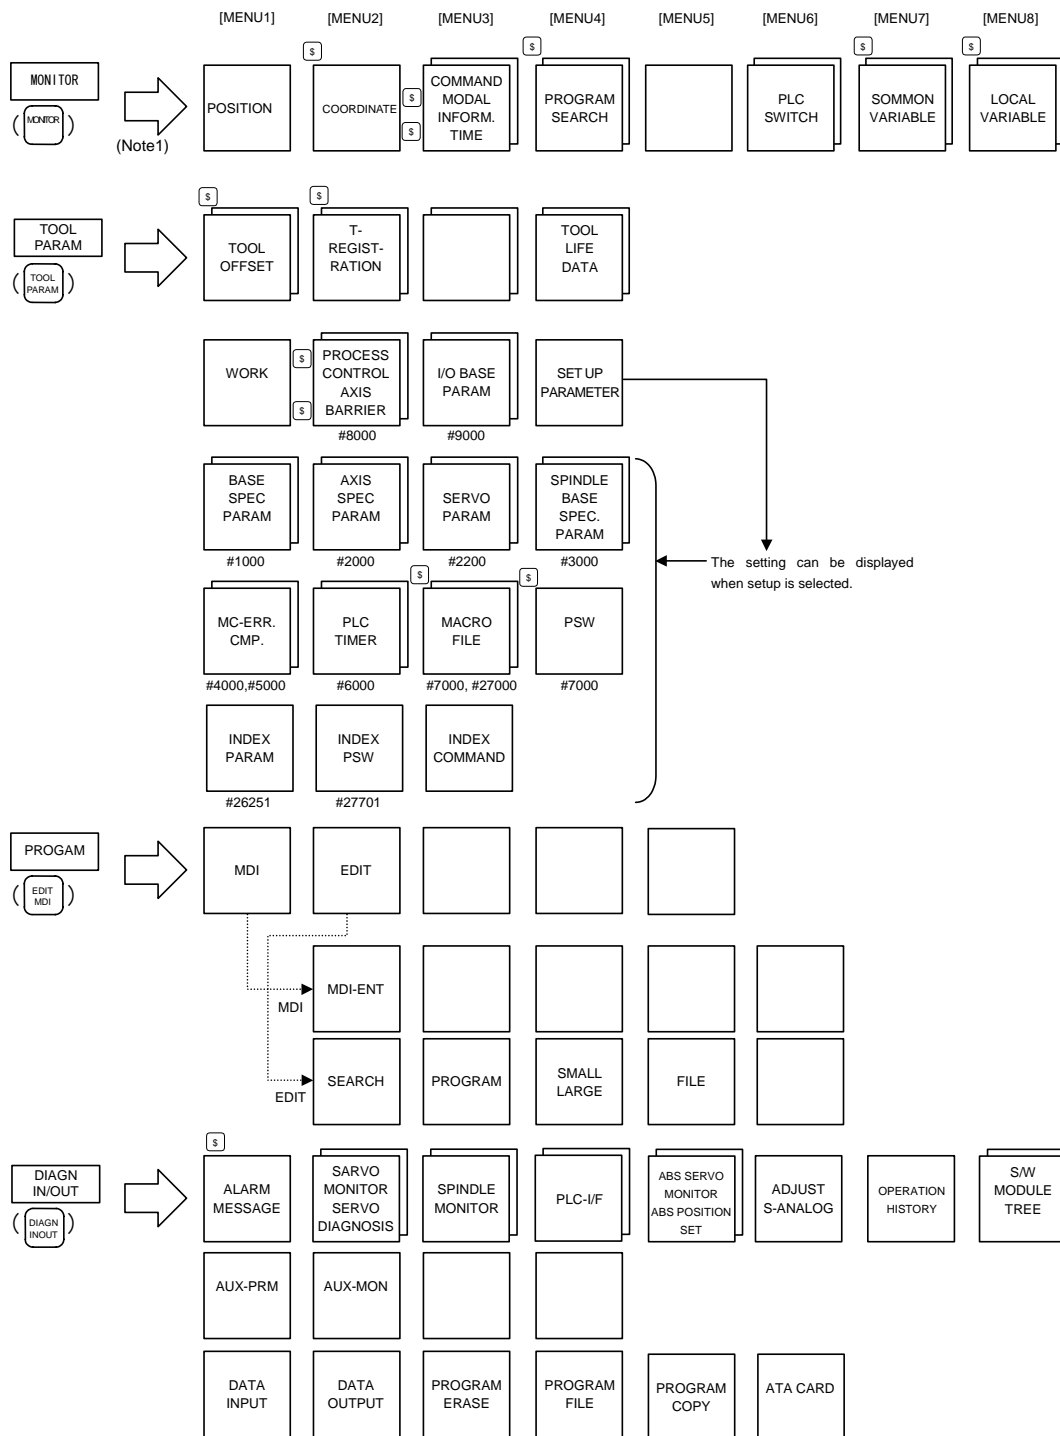 [MENU1] [MENU2] [MENU3] [MENU4] [MENU5] [MENU6] [MENU7] [MENU8]
$ $ $ $
MONITOR
(MONITOR)
(Note1)
POSITION
COORDINATE
$
$
COMMAND
MODAL
INFORM.
TIME
PROGRAM
SEARCH
PLC
SWITCH
SOMMON
VARIABLE
LOCAL
VARIABLE
$ $
TOOL
PARAM
(TOOL
PARAM)
TOOL
OFFSET
T-
REGIST-
RATION
TOOL
LIFE
DATA
WORK
$
$
PROCESS
CONTROL
AXIS
BARRIER
#8000
I/O BASE
PARAM
#9000
SET UP
PARAMETER
BASE
SPEC
PARAM
#1000
AXIS
SPEC
PARAM
#2000
SERVO
PARAM
#2200
SPINDLE
BASE
SPEC.
PARAM
#3000
The setting can be displayed
when setup is selected.
$ $
MC-ERR.
CMP.
#4000,#5000
PLC
TIMER
#6000
MACRO
FILE
#7000, #27000
PSW
#7000
INDEX
PARAM
#26251
INDEX
PSW
#27701
INDEX
COMMAND
PROGAM
(EDIT
MDI)
MDI
EDIT
MDI
MDI-ENT
EDIT
SEARCH
PROGRAM
SMALL
LARGE
FILE
$
DIAGN
IN/OUT
(DIAGN
INOUT)
ALARM
MESSAGE
SARVO
MONITOR
SERVO
DIAGNOSIS
SPINDLE
MONITOR
PLC-I/F
ABS SERVO
MONITOR
ABS POSITION
SET
ADJUST
S-ANALOG
OPERATION
HISTORY
S/W
MODULE
TREE
AUX-PRM
AUX-MON
DATA
INPUT
DATA
OUTPUT
PROGRAM
ERASE
PROGRAM
FILE
PROGRAM
COPY
ATA CARD